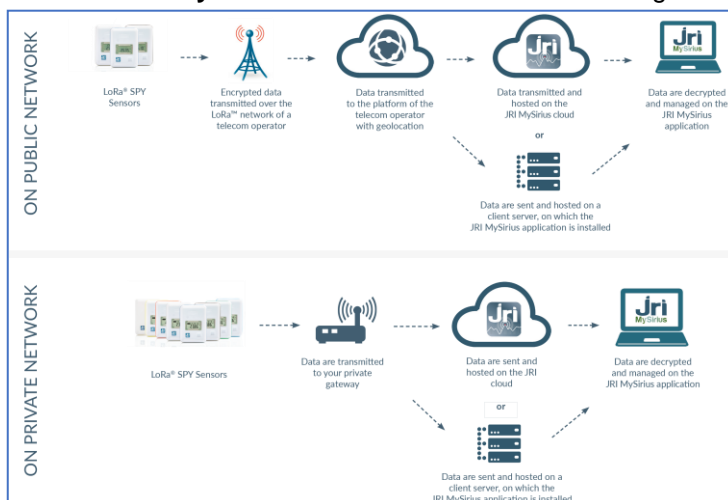 ON PUBLIC NETWORK
LoRa® SPY
Sensors
Encrypted data
transmitted over the
LoRa™ network of a
telecom operator
Data transmitted
to the platform of the
telecom operator
with geolocation
jri
Data transmitted and
hosted on the
JRI MySirius cloud
or
Data are sent and hosted on a
client server, on which the
JRI MySirius application is installed
jri
MySirius
Data are decrypted
and managed on the
JRI MySirius
application
ON PRIVATE NETWORK
LoRa® SPY Sensors
Data are transmitted
to your private
gateway
jri
Data are sent and
hosted on the JRI
cloud
or
Data are sent and hosted on a
client server, on which the
JRI MySirius application is installed
jri
MySirius
Data are decrypted
and managed on the
JRI MySirius application